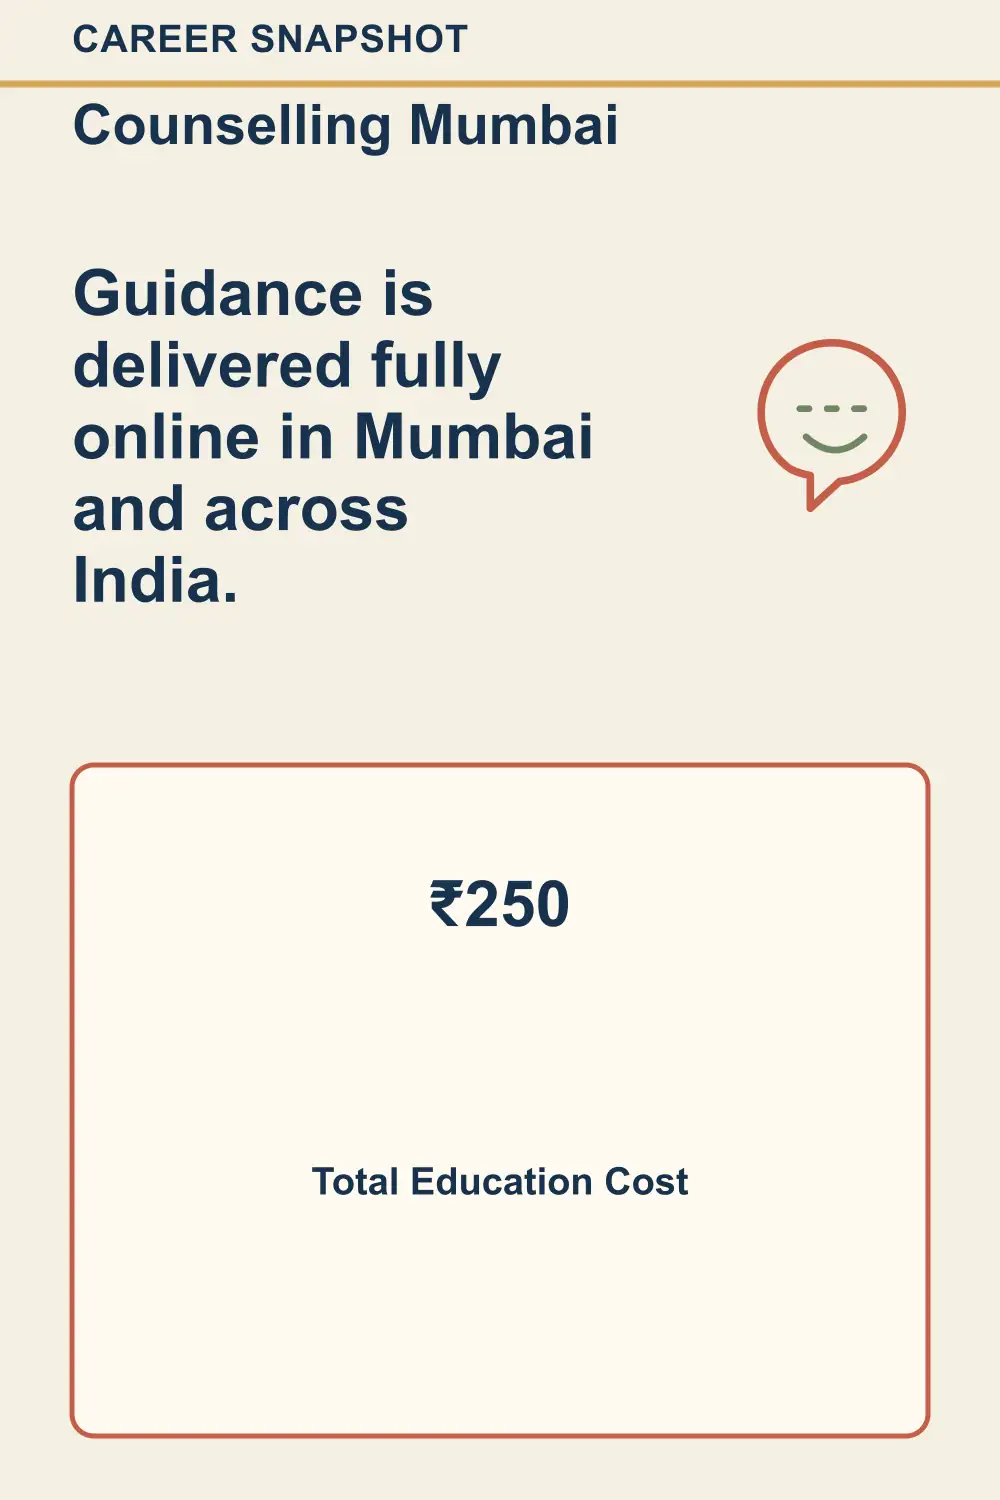 CAREER SNAPSHOT
Counselling Mumbai
Guidance is
delivered fully
online in Mumbai
and across
India.
₹250
Total Education Cost